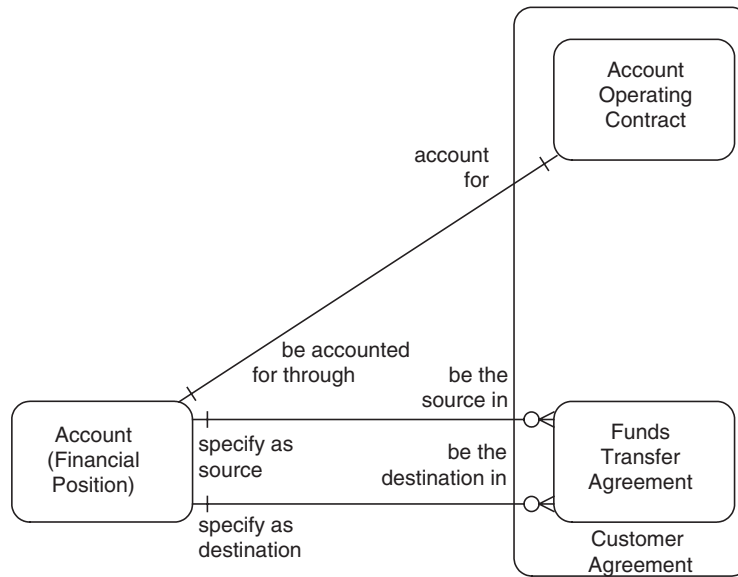 Account
Operating
Contract
account
for
be accounted
for through
be the
source in
Account
(Financial
Position)
specify as
source
Funds
Transfer
Agreement
be the
destination in
specify as
destination
Customer
Agreement